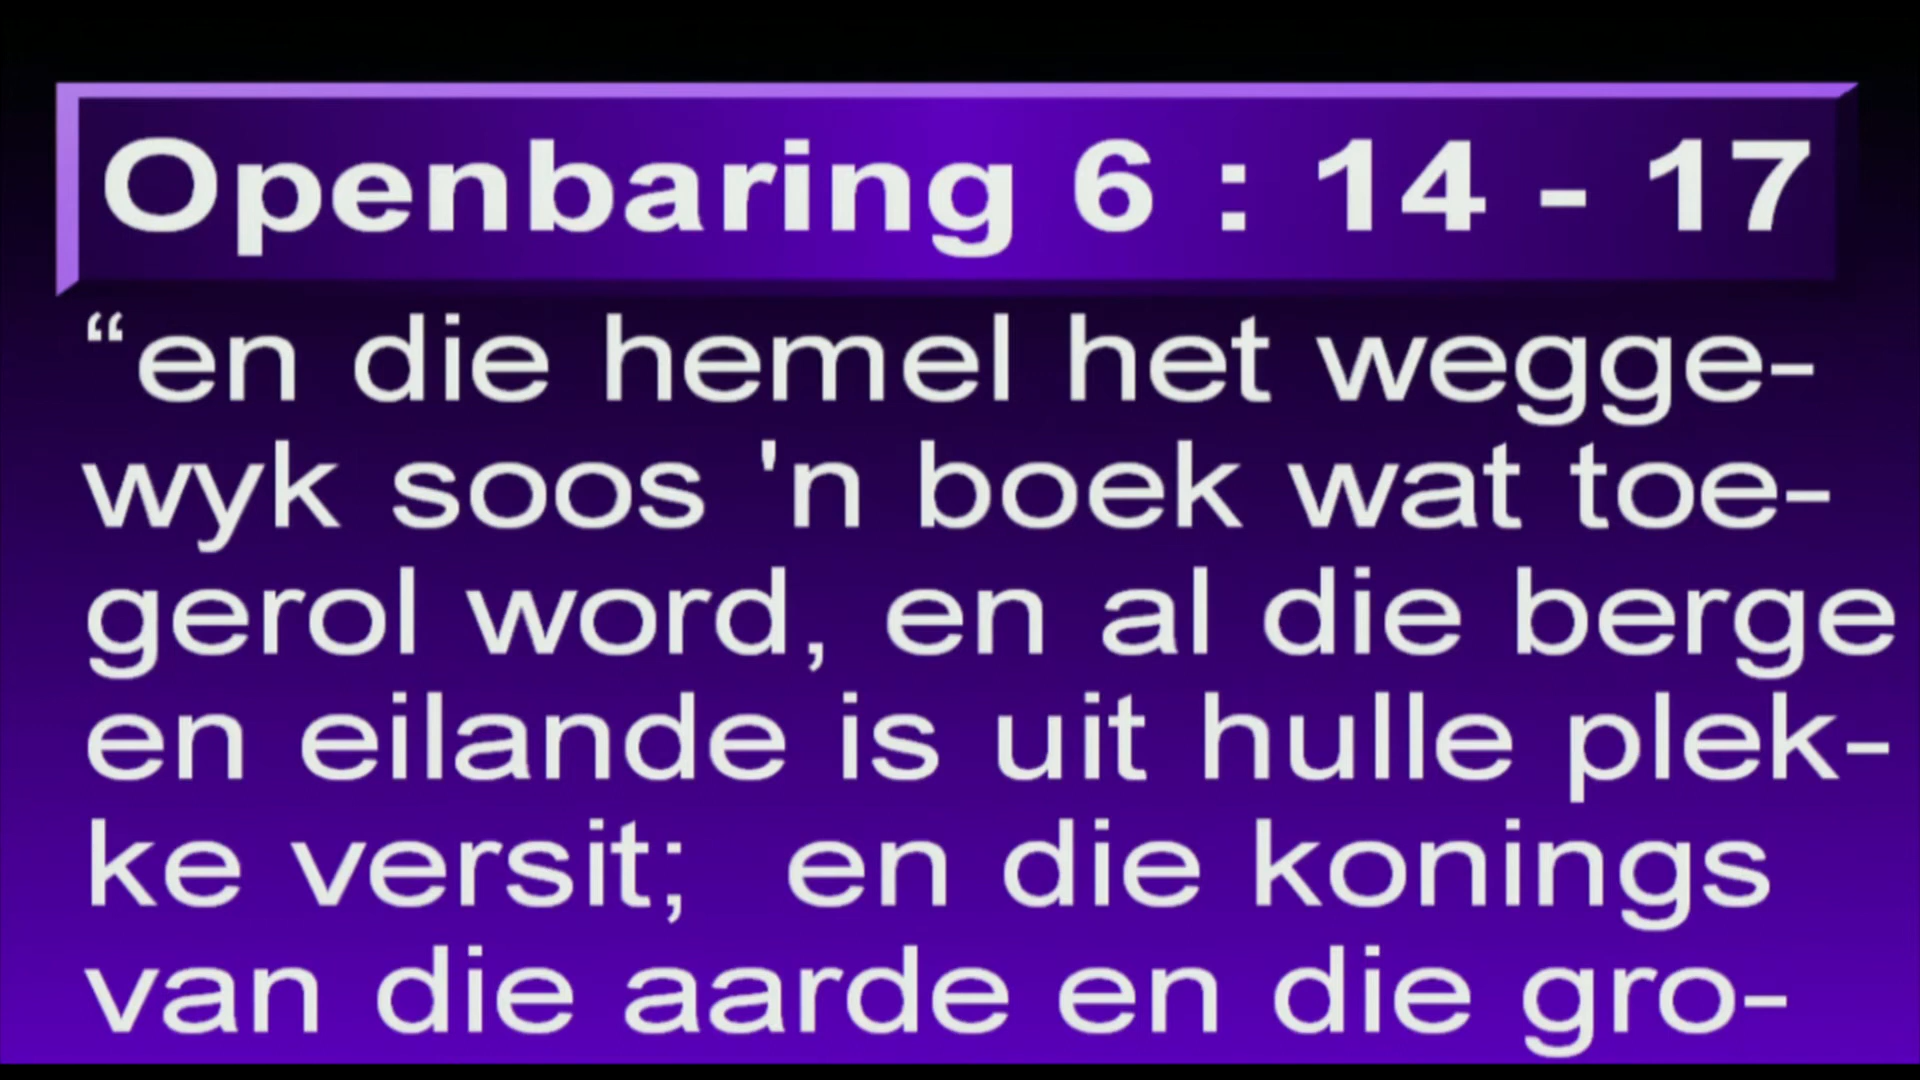 Openbaring 6 : 14 - 17
“en die hemel het wegge-
wyk soos 'n boek wat toe-
gerol word, en al die berge
en eilande is uit hulle plek-
ke versit;  en die konings
van die aarde en die gro-